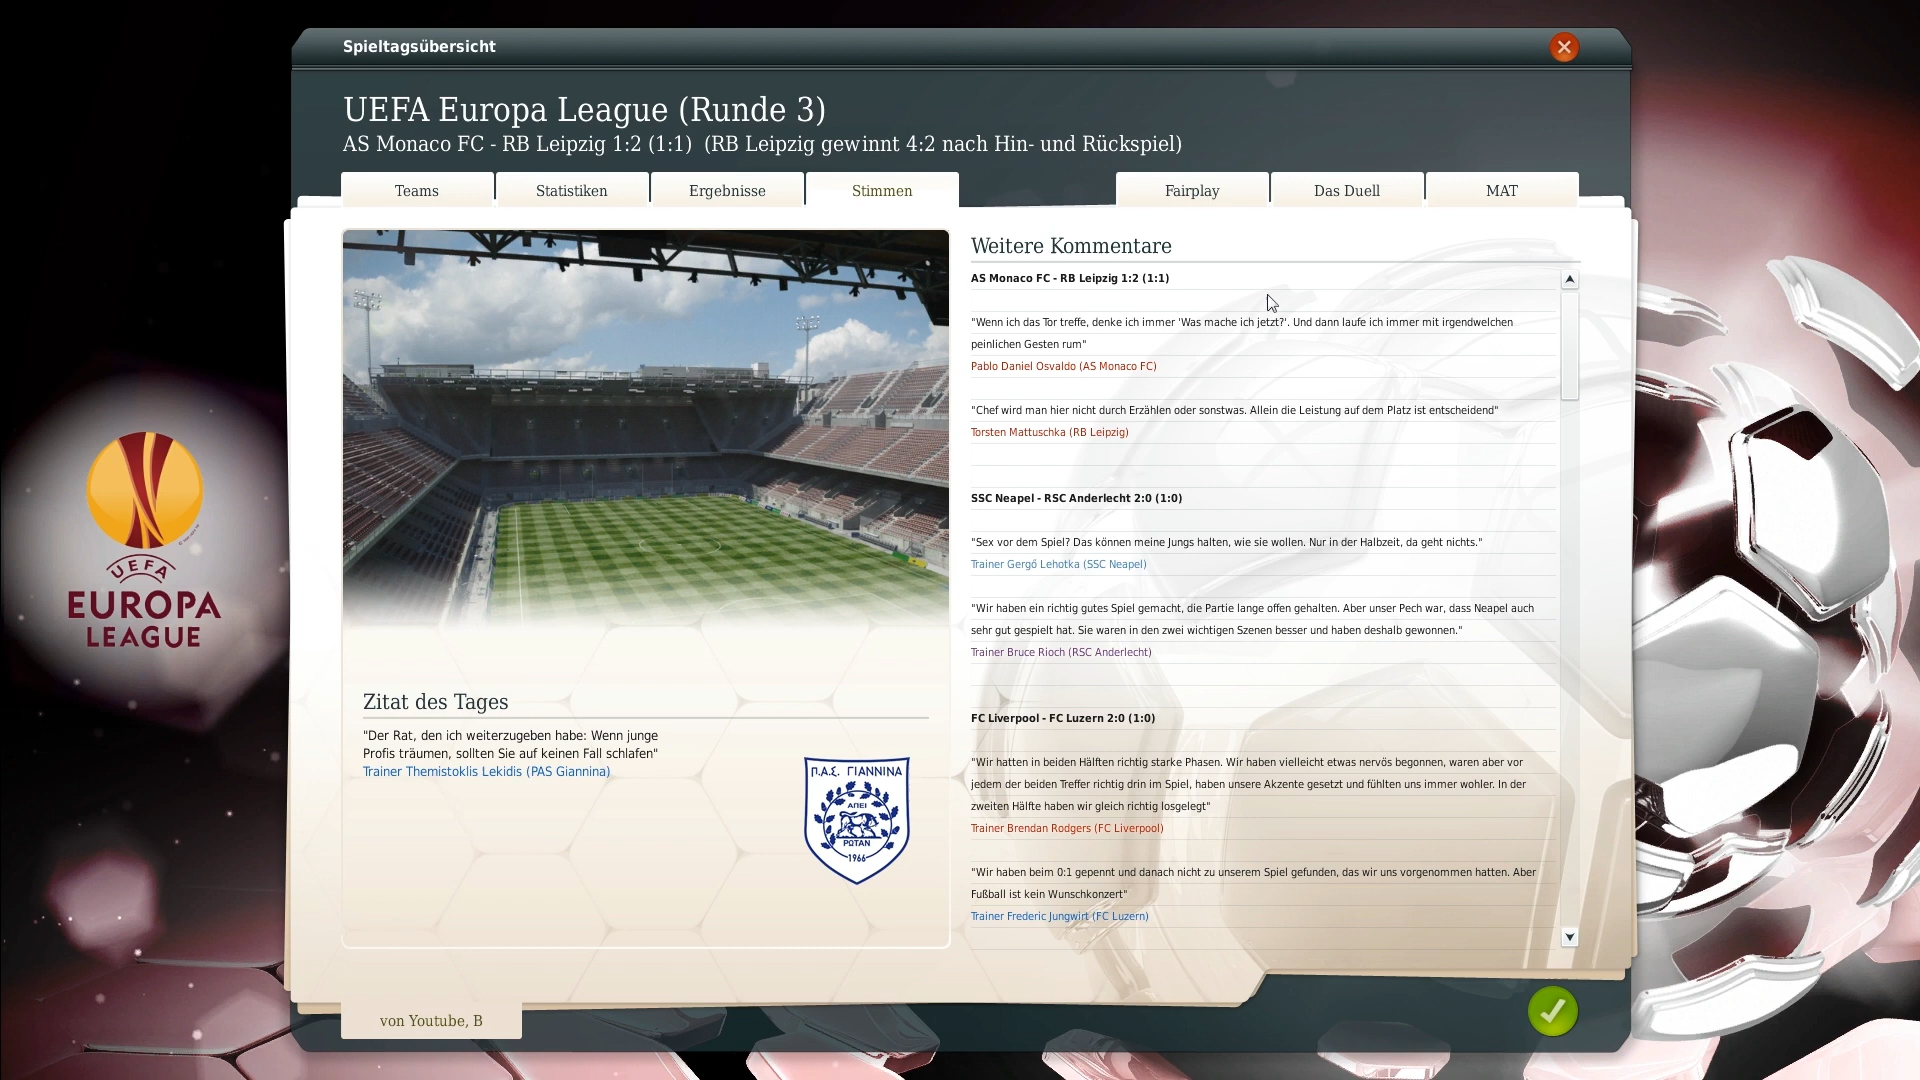 Spieltagsübersicht
UEFA Europa League (Runde 3)
AS Monaco FC - RB Leipzig 1:2 (1:1)  (RB Leipzig gewinnt 4:2 nach Hin- und Rückspiel)
Teams
Statistiken
Ergebnisse
Stimmen
Fairplay
Das Duell
MAT
UEFA
EUROPA
LEAGUE
Zitat des Tages
"Der Rat, den ich weiterzugeben habe: Wenn junge
Profis träumen, sollten Sie auf keinen Fall schlafen"
Trainer Themistoklis Lekidis (PAS Giannina)
Π.Α.Σ. ΓΙΑΝΝΙΝΑ
ΑΠΕΙ
ΡΩΤΑΝ
1966
Weitere Kommentare
AS Monaco FC - RB Leipzig 1:2 (1:1)
"Wenn ich das Tor treffe, denke ich immer 'Was mache ich jetzt?'. Und dann laufe ich immer mit irgendwelchen
peinlichen Gesten rum"
Pablo Daniel Osvaldo (AS Monaco FC)
"Chef wird man hier nicht durch Erzählen oder sonstwas. Allein die Leistung auf dem Platz ist entscheidend"
Torsten Mattuschka (RB Leipzig)
SSC Neapel - RSC Anderlecht 2:0 (1:0)
"Sex vor dem Spiel? Das können meine Jungs halten, wie sie wollen. Nur in der Halbzeit, da geht nichts."
Trainer Gergő Lehotka (SSC Neapel)
"Wir haben ein richtig gutes Spiel gemacht, die Partie lange offen gehalten. Aber unser Pech war, dass Neapel auch
sehr gut gespielt hat. Sie waren in den zwei wichtigen Szenen besser und haben deshalb gewonnen."
Trainer Bruce Rioch (RSC Anderlecht)
FC Liverpool - FC Luzern 2:0 (1:0)
"Wir hatten in beiden Hälften richtig starke Phasen. Wir haben vielleicht etwas nervös begonnen, waren aber vor
jedem der beiden Treffer richtig drin im Spiel, haben unsere Akzente gesetzt und fühlten uns immer wohler. In der
zweiten Hälfte haben wir gleich richtig losgelegt"
Trainer Brendan Rodgers (FC Liverpool)
"Wir haben beim 0:1 gepennt und danach nicht zu unserem Spiel gefunden, das wir uns vorgenommen hatten. Aber
Fußball ist kein Wunschkonzert"
Trainer Frederic Jungwirt (FC Luzern)
von Youtube, B